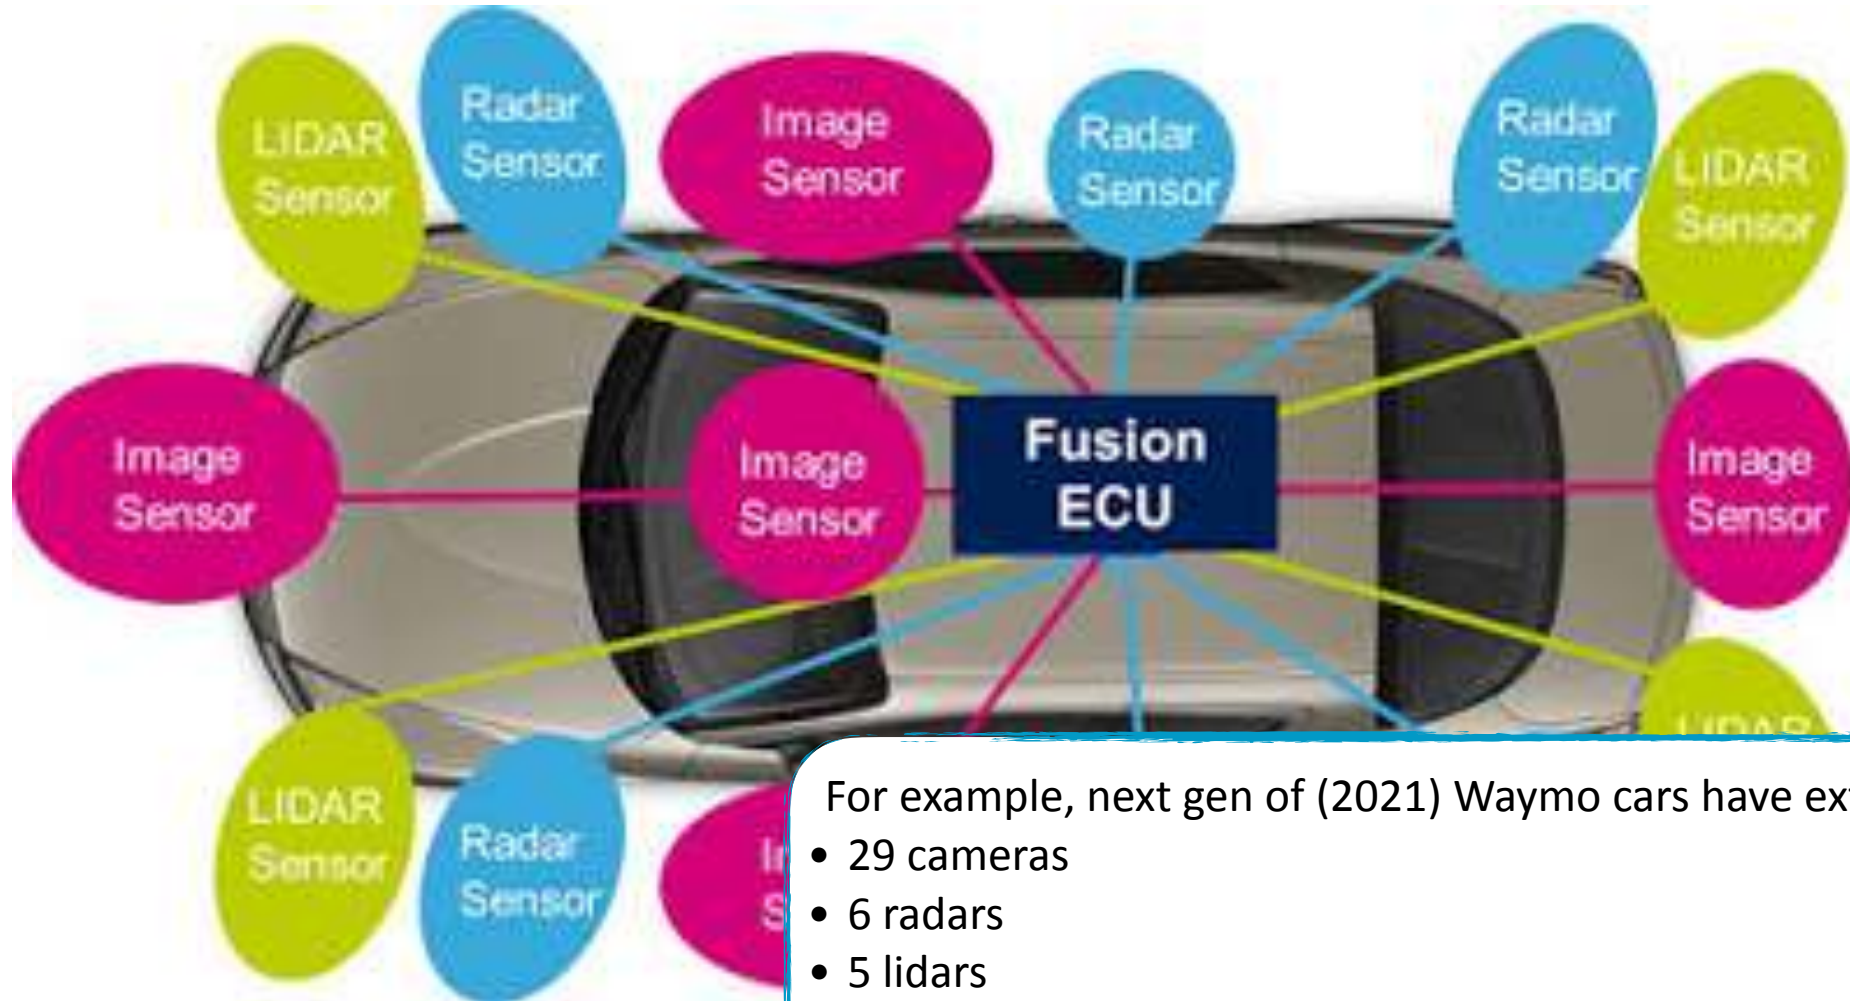 LIDAR
Sensor
Radar
Sensor
Image
Sensor
Radar
Sensor
Radar
Sensor
LIDAR
Sensor
Image
Sensor
Image
Sensor
Fusion
ECU
Image
Sensor
LIDAR
Sensor
Radar
Sensor
LIDAR
For example, next gen of (2021) Waymo cars have
• 29 cameras
• 6 radars
• 5 lidars